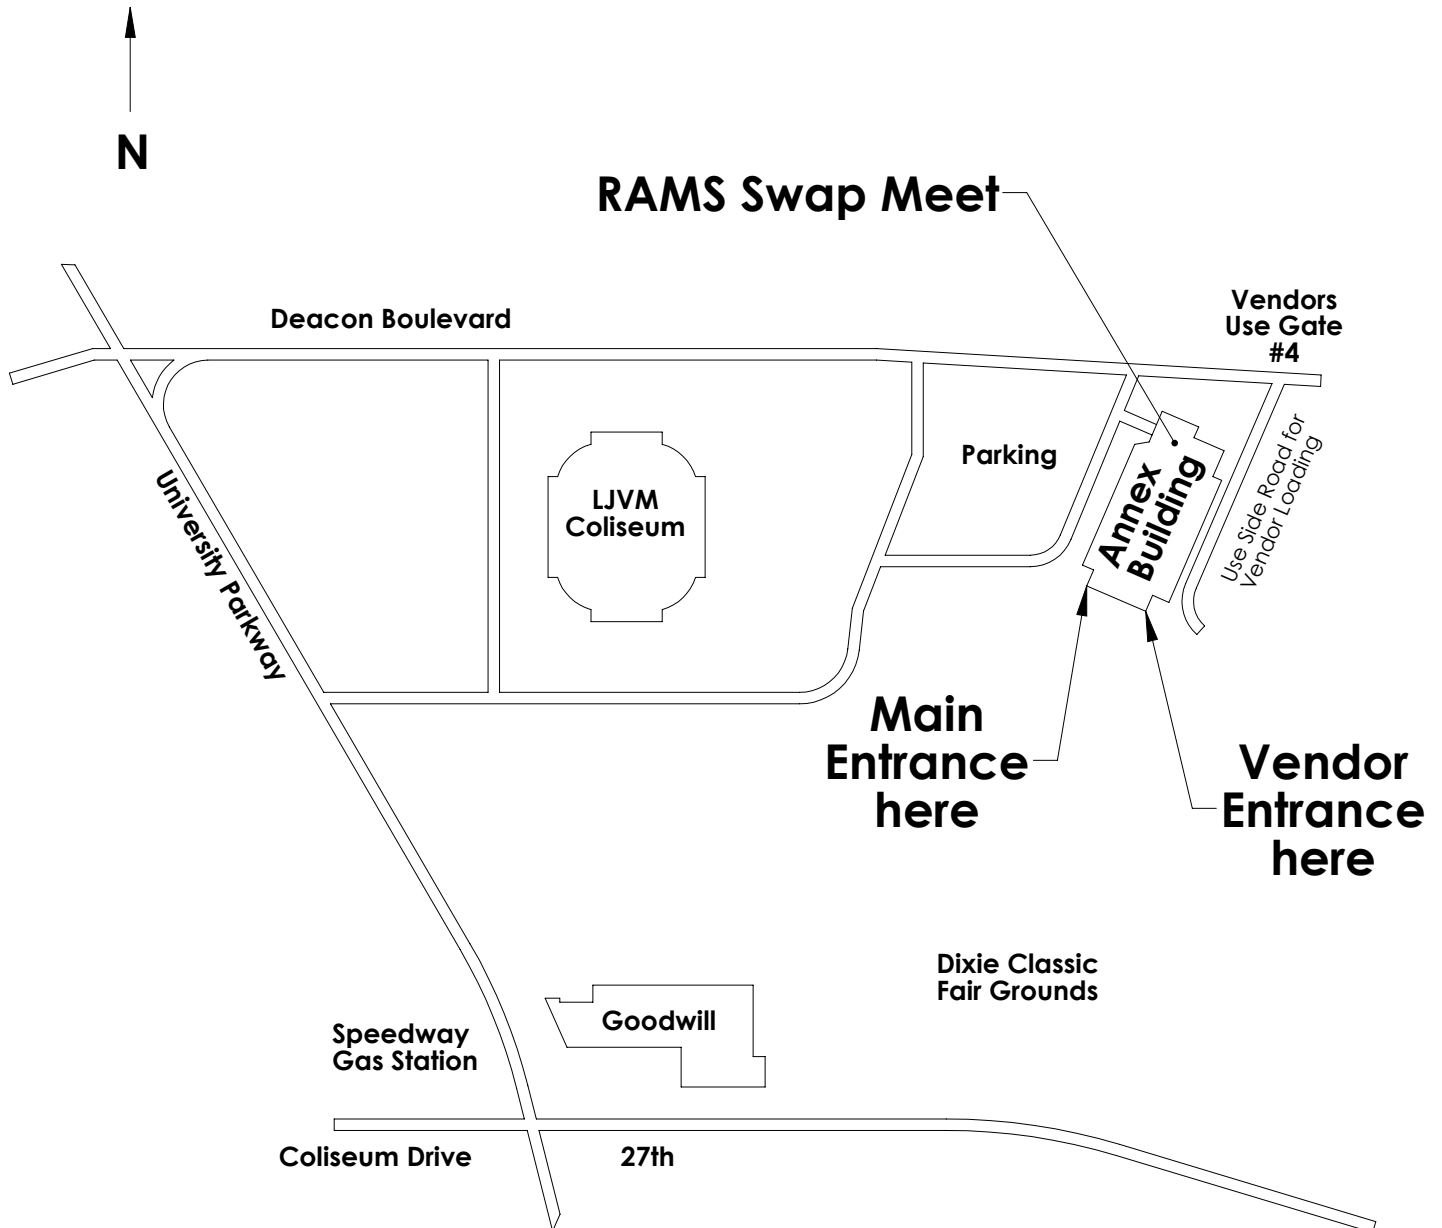 N
RAMS Swap Meet
Deacon Boulevard
Vendors
Use Gate
#4
Parking
LJVM
Coliseum
Annex
Building
Use Side Road for
Vendor Loading
University Parkway
Main
Entrance
here
Vendor
Entrance
here
Dixie Classic
Fair Grounds
Goodwill
Speedway
Gas Station
Coliseum Drive
27th